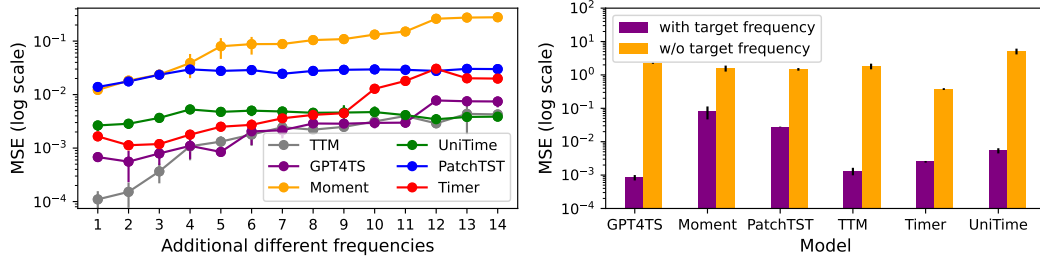 MSE (log scale)
10⁻¹
10⁻²
10⁻³
10⁻⁴
1 2 3 4 5 6 7 8 9 10 11 12 13 14
Additional different frequencies
TTM
GPT4TS
Moment
UniTime
PatchTST
Timer
MSE (log scale)
10²
10¹
10⁰
10⁻¹
10⁻²
10⁻³
10⁻⁴
with target frequency
w/o target frequency
GPT4TS Moment PatchTST TTM Timer UniTime
Model